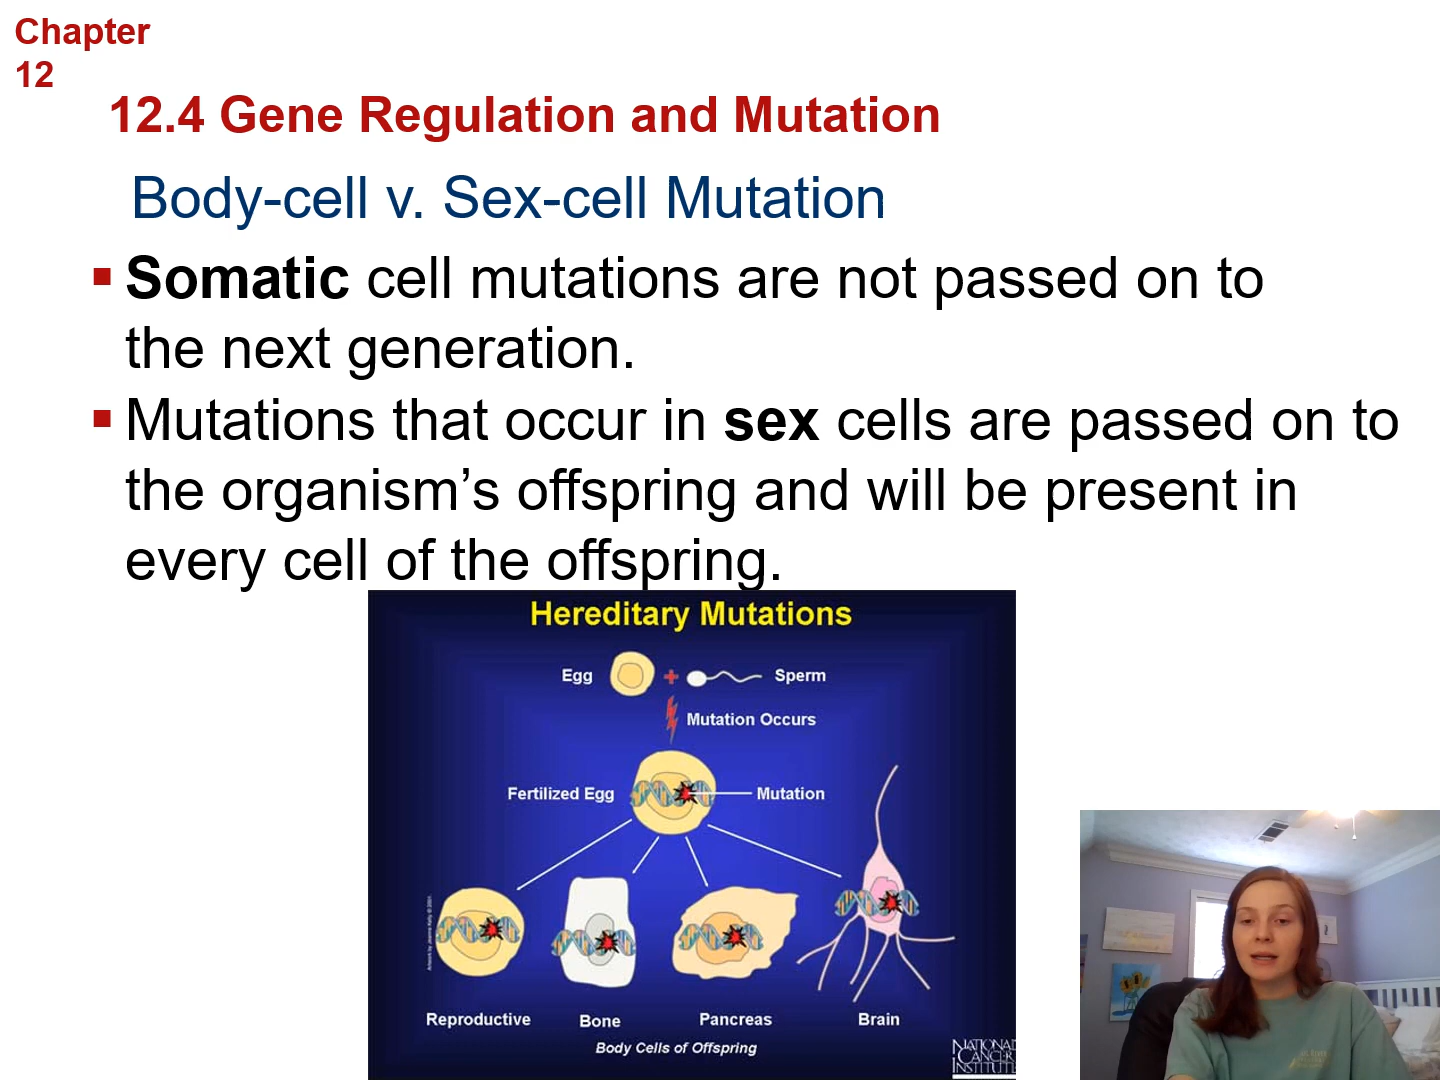 Chapter
12
12.4 Gene Regulation and Mutation
Body-cell v. Sex-cell Mutation
Somatic cell mutations are not passed on to
the next generation.
Mutations that occur in sex cells are passed on to
the organism’s offspring and will be present in
every cell of the offspring.
Hereditary Mutations
Egg + Sperm
Mutation Occurs
Fertilized Egg
Mutation
Reproductive
Bone
Pancreas
Brain
Body Cells of Offspring
NATIONAL
CANCER
INSTITUTE